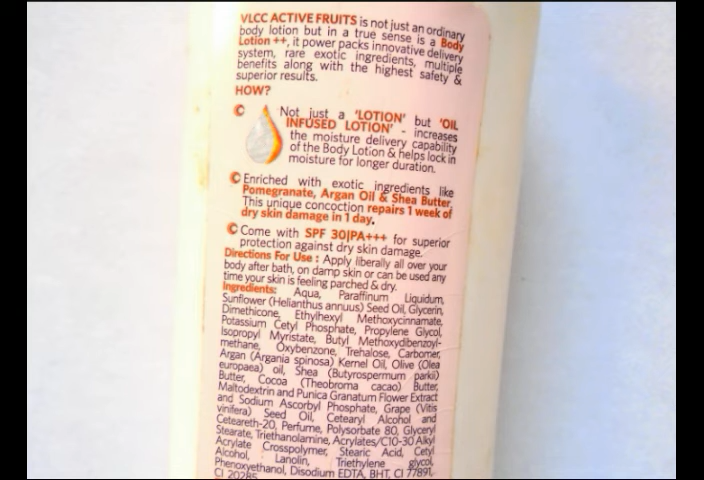 VLCC ACTIVE FRUITS is not just an ordinary
body lotion but in a true sense is a Body
Lotion ++, it power packs innovative delivery
system, rare exotic ingredients, multiple
benefits along with the highest safety &
superior results.
HOW?
Not just a 'LOTION' but 'OIL
INFUSED LOTION' - increases
the moisture delivery capability
of the Body Lotion & helps lock in
moisture for longer duration.
Enriched with exotic ingredients like
Pomegranate, Argan Oil & Shea Butter.
This unique concoction repairs 1 week of
dry skin damage in 1 day.
Come with SPF 30|PA+++ for superior
protection against dry skin damage.
Directions For Use : Apply liberally all over your
body after bath, on damp skin or can be used any
time your skin is feeling parched & dry.
Ingredients: Aqua, Paraffinum Liquidum,
Sunflower (Helianthus annuus) Seed Oil, Glycerin,
Dimethicone, Ethylhexyl Methoxycinnamate,
Potassium Cetyl Phosphate, Propylene Glycol,
Isopropyl Myristate, Butyl Methoxydibenzoyl-
methane, Oxybenzone, Trehalose, Carbomer,
Argan (Argania spinosa) Kernel Oil, Olive (Olea
europaea) oil, Shea (Butyrospermum parkii)
Butter, Cocoa (Theobroma cacao) Butter,
Maltodextrin and Punica Granatum Flower Extract
and Sodium Ascorbyl Phosphate, Grape (Vitis
vinifera) Seed Oil, Cetearyl Alcohol and
Ceteareth-20, Perfume, Polysorbate 80, Glyceryl
Stearate, Triethanolamine, Acrylates/C10-30 Alkyl
Acrylate Crosspolymer, Stearic Acid, Cetyl
Alcohol, Lanolin, Triethylene glycol,
Phenoxyethanol, Disodium EDTA, BHT, CI 77891,
CI 20285